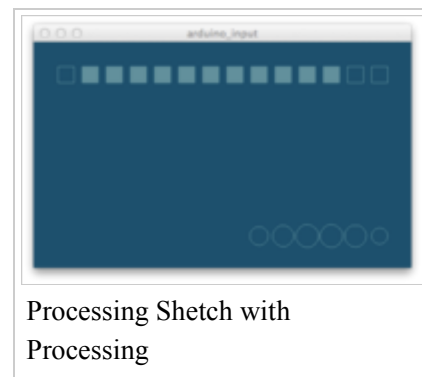 arduino_input
Processing Shetch with
Processing